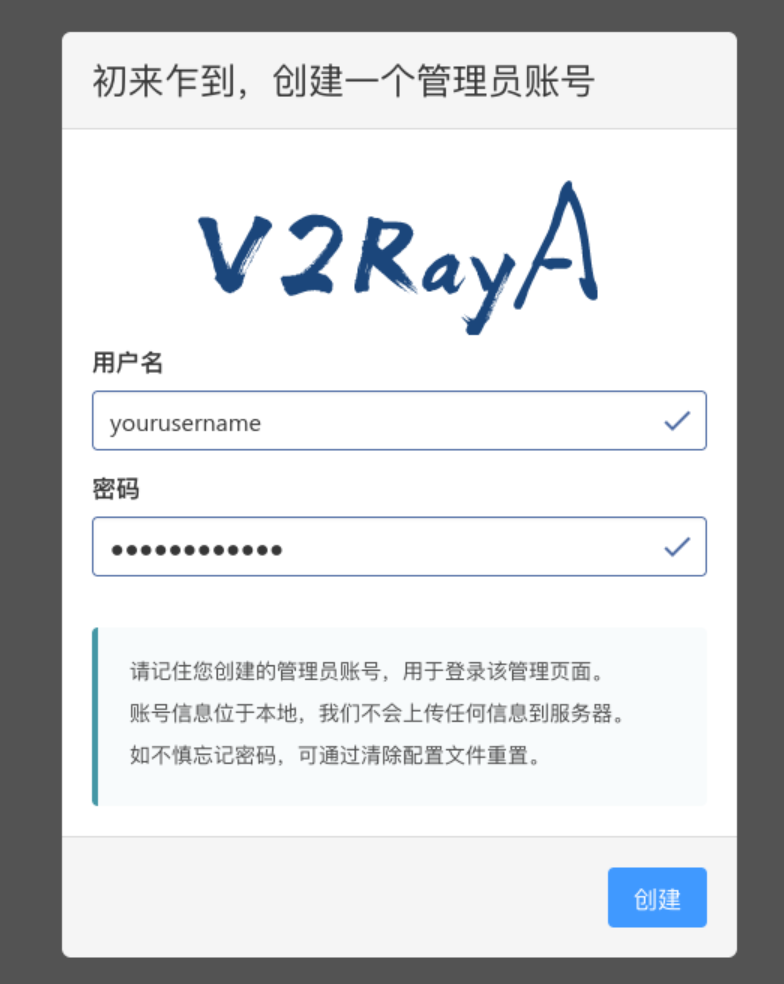 初来乍到，创建一个管理员账号
V2RayA
用户名
yourusername
密码
●●●●●●●●●●●●
请记住您创建的管理员账号，用于登录该管理页面。
账号信息位于本地，我们不会上传任何信息到服务器。
如不慎忘记密码，可通过清除配置文件重置。
创建